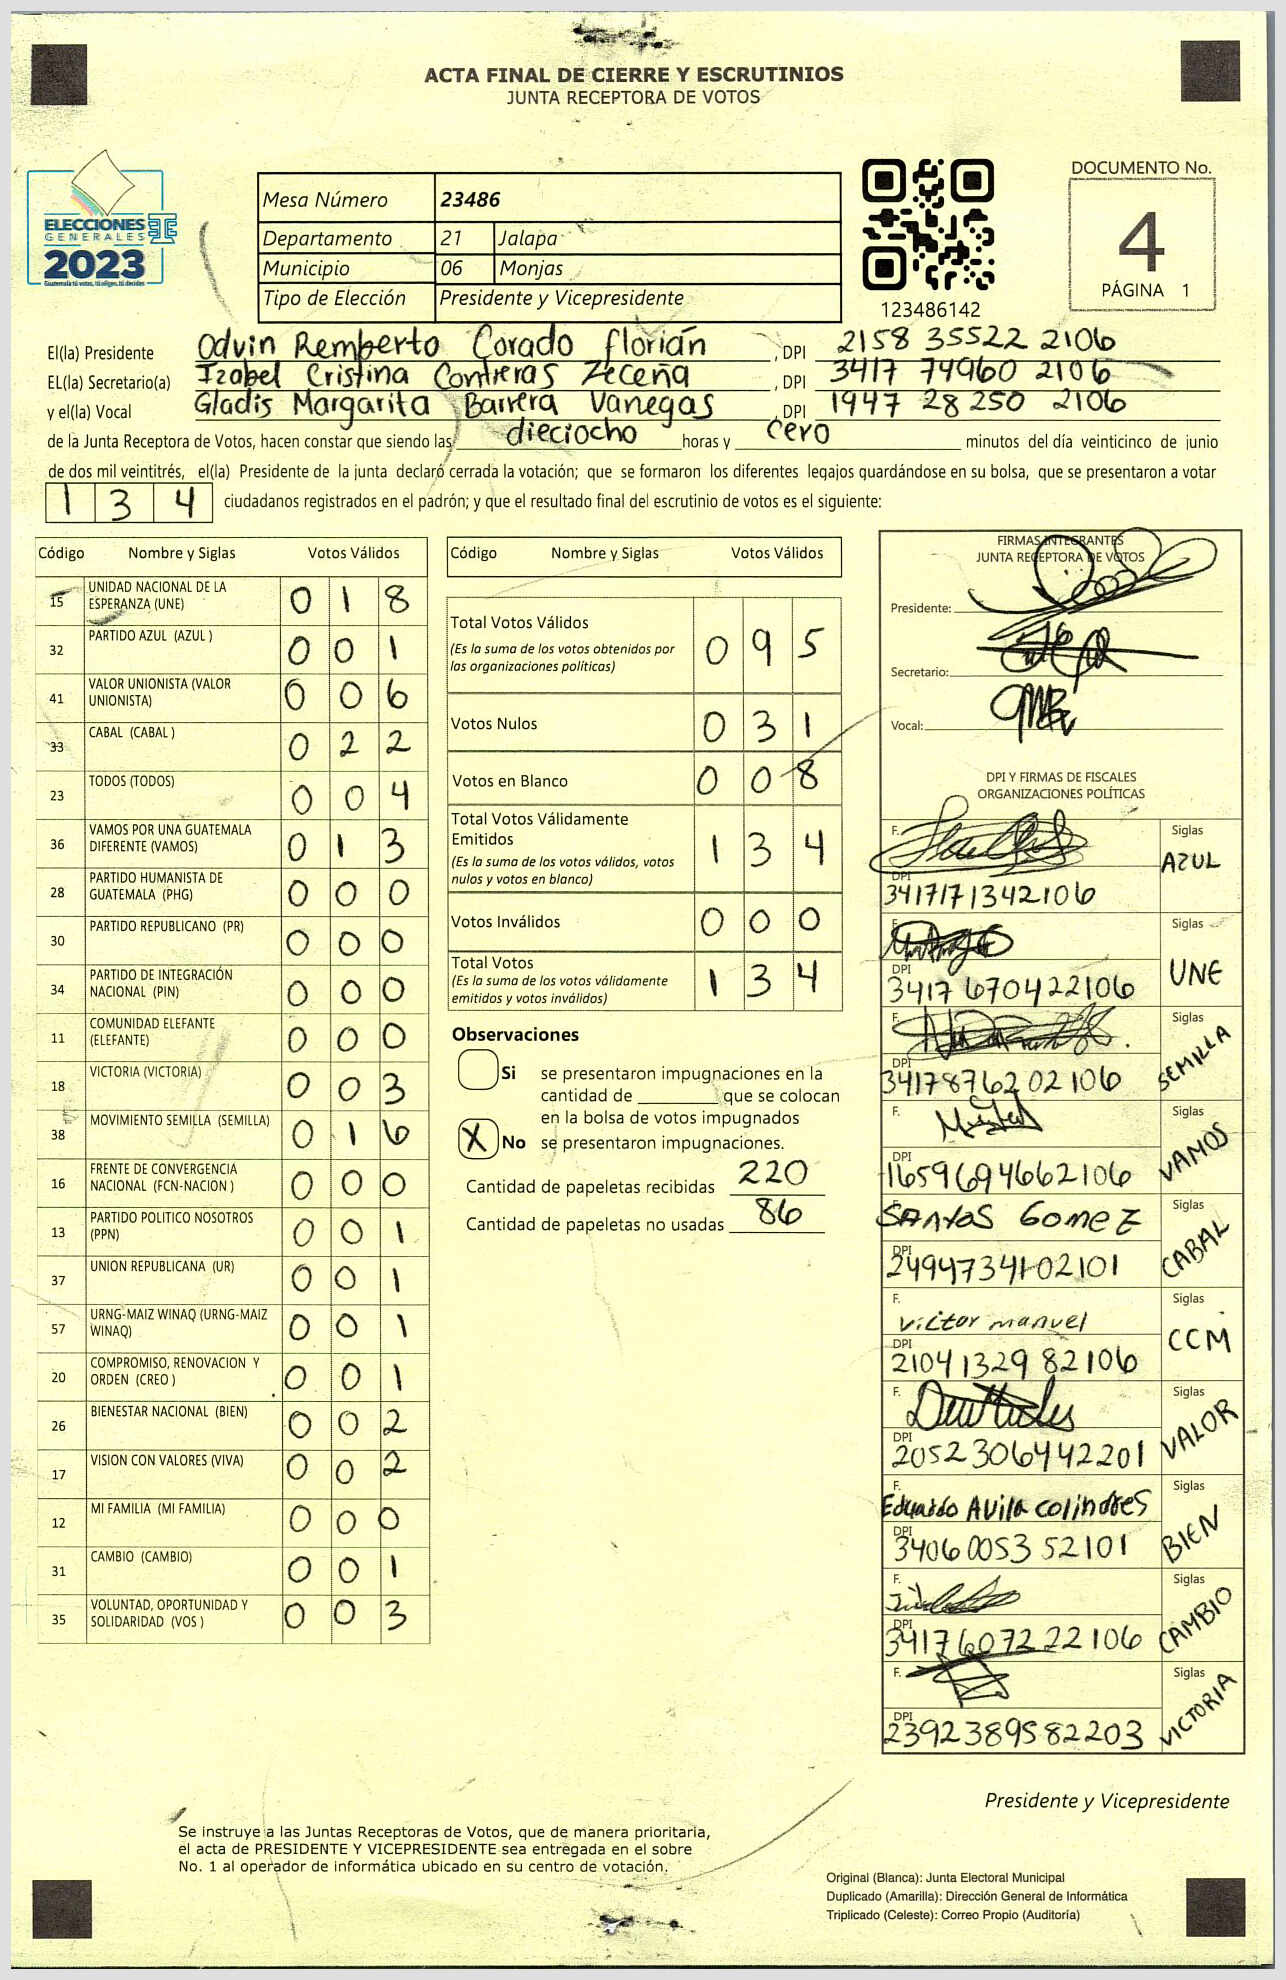 ACTA FINAL DE CIERRE Y ESCRUTINIOS
JUNTA RECEPTORA DE VOTOS
ELECCIONES
GENERALES
2023
Guatemala tú votas, tú eliges, tú decides
Mesa Número 23486
Departamento 21 Jalapa
Municipio 06 Monjas
Tipo de Elección Presidente y Vicepresidente
123486142
DOCUMENTO No.
4
PÁGINA 1
El(la) Presidente Odvin Remberto Corado florián , DPI 2158 35522 2106
EL(la) Secretario(a) Izabel Cristina Contreras Zeceña , DPI 3417 74960 2106
y el(la) Vocal Gladis Margarita Barrera Vanegas , DPI 1947 28 250 2106
de la Junta Receptora de Votos, hacen constar que siendo las dieciocho horas y cero minutos del día veinticinco de junio
de dos mil veintitrés, el(la) Presidente de la junta declaró cerrada la votación; que se formaron los diferentes legajos guardándose en su bolsa, que se presentaron a votar
134 ciudadanos registrados en el padrón; y que el resultado final del escrutinio de votos es el siguiente:
Código Nombre y Siglas Votos Válidos
15 UNIDAD NACIONAL DE LA ESPERANZA (UNE) 0 1 8
32 PARTIDO AZUL (AZUL ) 0 0 1
41 VALOR UNIONISTA (VALOR UNIONISTA) 0 0 6
33 CABAL (CABAL ) 0 2 2
23 TODOS (TODOS) 0 0 4
36 VAMOS POR UNA GUATEMALA DIFERENTE (VAMOS) 0 1 3
28 PARTIDO HUMANISTA DE GUATEMALA (PHG) 0 0 0
30 PARTIDO REPUBLICANO (PR) 0 0 0
34 PARTIDO DE INTEGRACIÓN NACIONAL (PIN) 0 0 0
11 COMUNIDAD ELEFANTE (ELEFANTE) 0 0 0
18 VICTORIA (VICTORIA) 0 0 3
38 MOVIMIENTO SEMILLA (SEMILLA) 0 1 6
16 FRENTE DE CONVERGENCIA NACIONAL (FCN-NACION ) 0 0 0
13 PARTIDO POLITICO NOSOTROS (PPN) 0 0 1
37 UNION REPUBLICANA (UR) 0 0 1
57 URNG-MAIZ WINAQ (URNG-MAIZ WINAQ) 0 0 1
20 COMPROMISO, RENOVACION Y ORDEN (CREO ) 0 0 1
26 BIENESTAR NACIONAL (BIEN) 0 0 2
17 VISION CON VALORES (VIVA) 0 0 2
12 MI FAMILIA (MI FAMILIA) 0 0 0
31 CAMBIO (CAMBIO) 0 0 1
35 VOLUNTAD, OPORTUNIDAD Y SOLIDARIDAD (VOS ) 0 0 3
Código Nombre y Siglas Votos Válidos
Total Votos Válidos 0 9 5
(Es la suma de los votos obtenidos por
las organizaciones políticas)
Votos Nulos 0 3 1
Votos en Blanco 0 0 8
Total Votos Válidamente
Emitidos 1 3 4
(Es la suma de los votos válidos, votos
nulos y votos en blanco)
Votos Inválidos 0 0 0
Total Votos 1 3 4
(Es la suma de los votos válidamente
emitidos y votos inválidos)
Observaciones
Si se presentaron impugnaciones en la
cantidad de ________ que se colocan
en la bolsa de votos impugnados
X No se presentaron impugnaciones.
Cantidad de papeletas recibidas 220
Cantidad de papeletas no usadas 86
FIRMAS INTEGRANTES
JUNTA RECEPTORA DE VOTOS
Presidente:
Secretario:
Vocal:
DPI Y FIRMAS DE FISCALES
ORGANIZACIONES POLÍTICAS
F. Siglas AZUL
DPI 3417171342106
F. Siglas UNE
DPI 3417 670422106
F. Siglas SEMILLA
DPI 3417876202106
F. Siglas VAMOS
DPI 1659694662106
F. SANtOS GOmEZ Siglas CABAL
DPI 2494734102101
F. Victor manuel Siglas CCM
DPI 2104132982106
F. Siglas VALOR
DPI 2052306442201
F. Eduardo Avila colindres Siglas BIEN
DPI 3406005352101
F. Siglas CAMBIO
DPI 3417607222106
F. Siglas VICTORIA
DPI 2392389582203
Presidente y Vicepresidente
Se instruye a las Juntas Receptoras de Votos, que de manera prioritaria,
el acta de PRESIDENTE Y VICEPRESIDENTE sea entregada en el sobre
No. 1 al operador de informática ubicado en su centro de votación.
Original (Blanca): Junta Electoral Municipal
Duplicado (Amarilla): Dirección General de Informática
Triplicado (Celeste): Correo Propio (Auditoría)